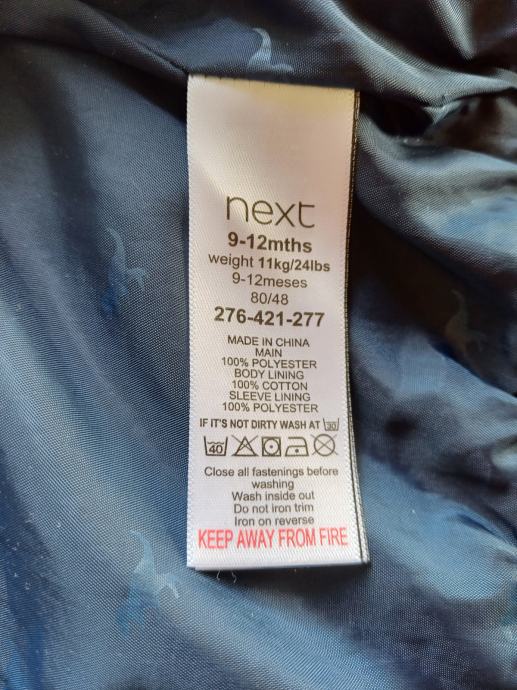 next
9-12mths
weight 11kg/24lbs
9-12meses
80/48
276-421-277
MADE IN CHINA
MAIN
100% POLYESTER
BODY LINING
100% COTTON
SLEEVE LINING
100% POLYESTER
IF IT'S NOT DIRTY WASH AT 30
40
Close all fastenings before
washing
Wash inside out
Do not iron trim
Iron on reverse
KEEP AWAY FROM FIRE